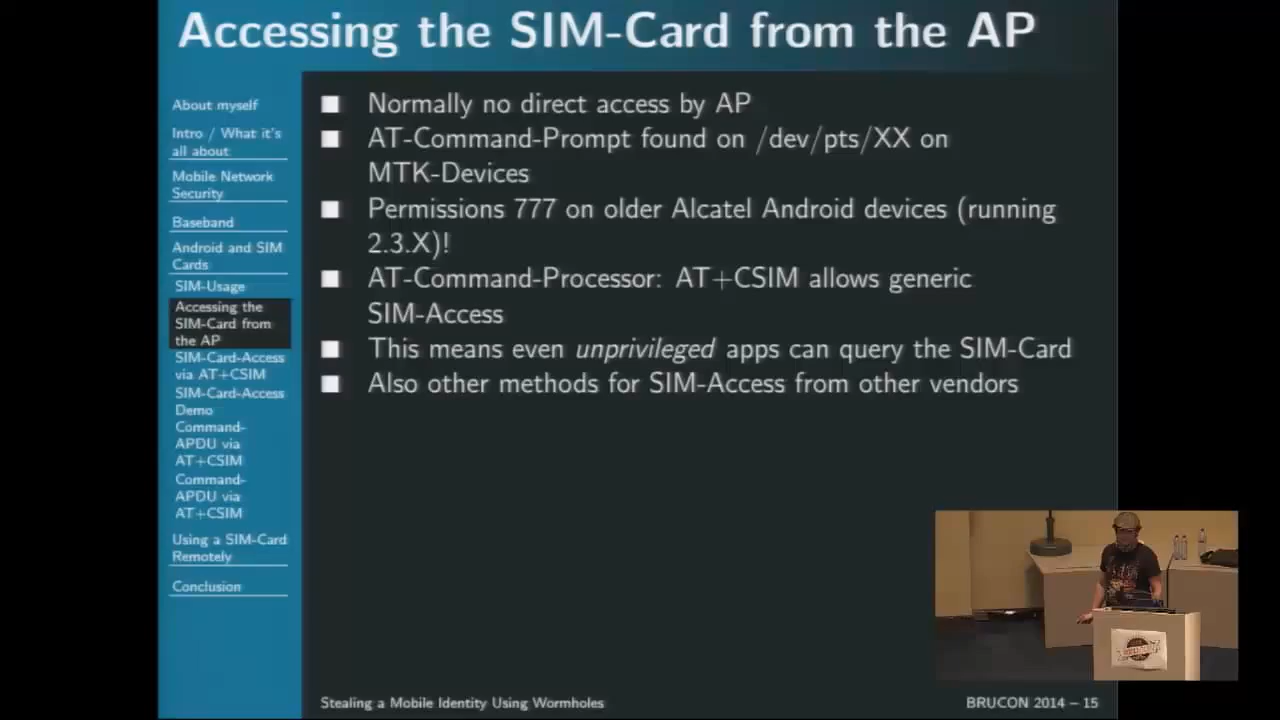 Accessing the SIM-Card from the AP
About myself
Intro / What it's
all about
Mobile Network
Security
Baseband
Android and SIM
Cards
SIM-Usage
Accessing the
SIM-Card from
the AP
SIM-Card-Access
via AT+CSIM
SIM-Card-Access
Demo
Command-
APDU via
AT+CSIM
Command-
APDU via
AT+CSIM
Using a SIM-Card
Remotely
Conclusion
Normally no direct access by AP
AT-Command-Prompt found on /dev/pts/XX on
MTK-Devices
Permissions 777 on older Alcatel Android devices (running
2.3.X)!
AT-Command-Processor: AT+CSIM allows generic
SIM-Access
This means even unprivileged apps can query the SIM-Card
Also other methods for SIM-Access from other vendors
Stealing a Mobile Identity Using Wormholes
BRUCON 2014 – 15